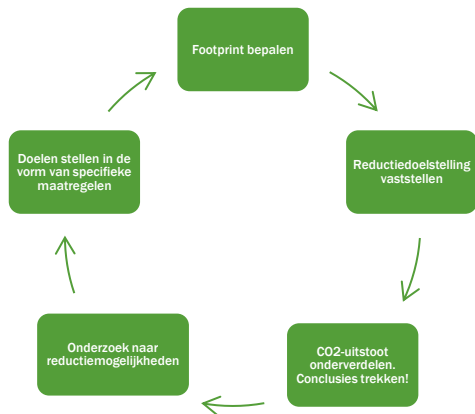 Footprint bepalen
Reductiedoelstelling
vaststellen
CO2-uitstoot
onderverdelen.
Conclusies trekken!
Onderzoek naar
reductiemogelijkheden
Doelen stellen in de
vorm van specifieke
maatregelen